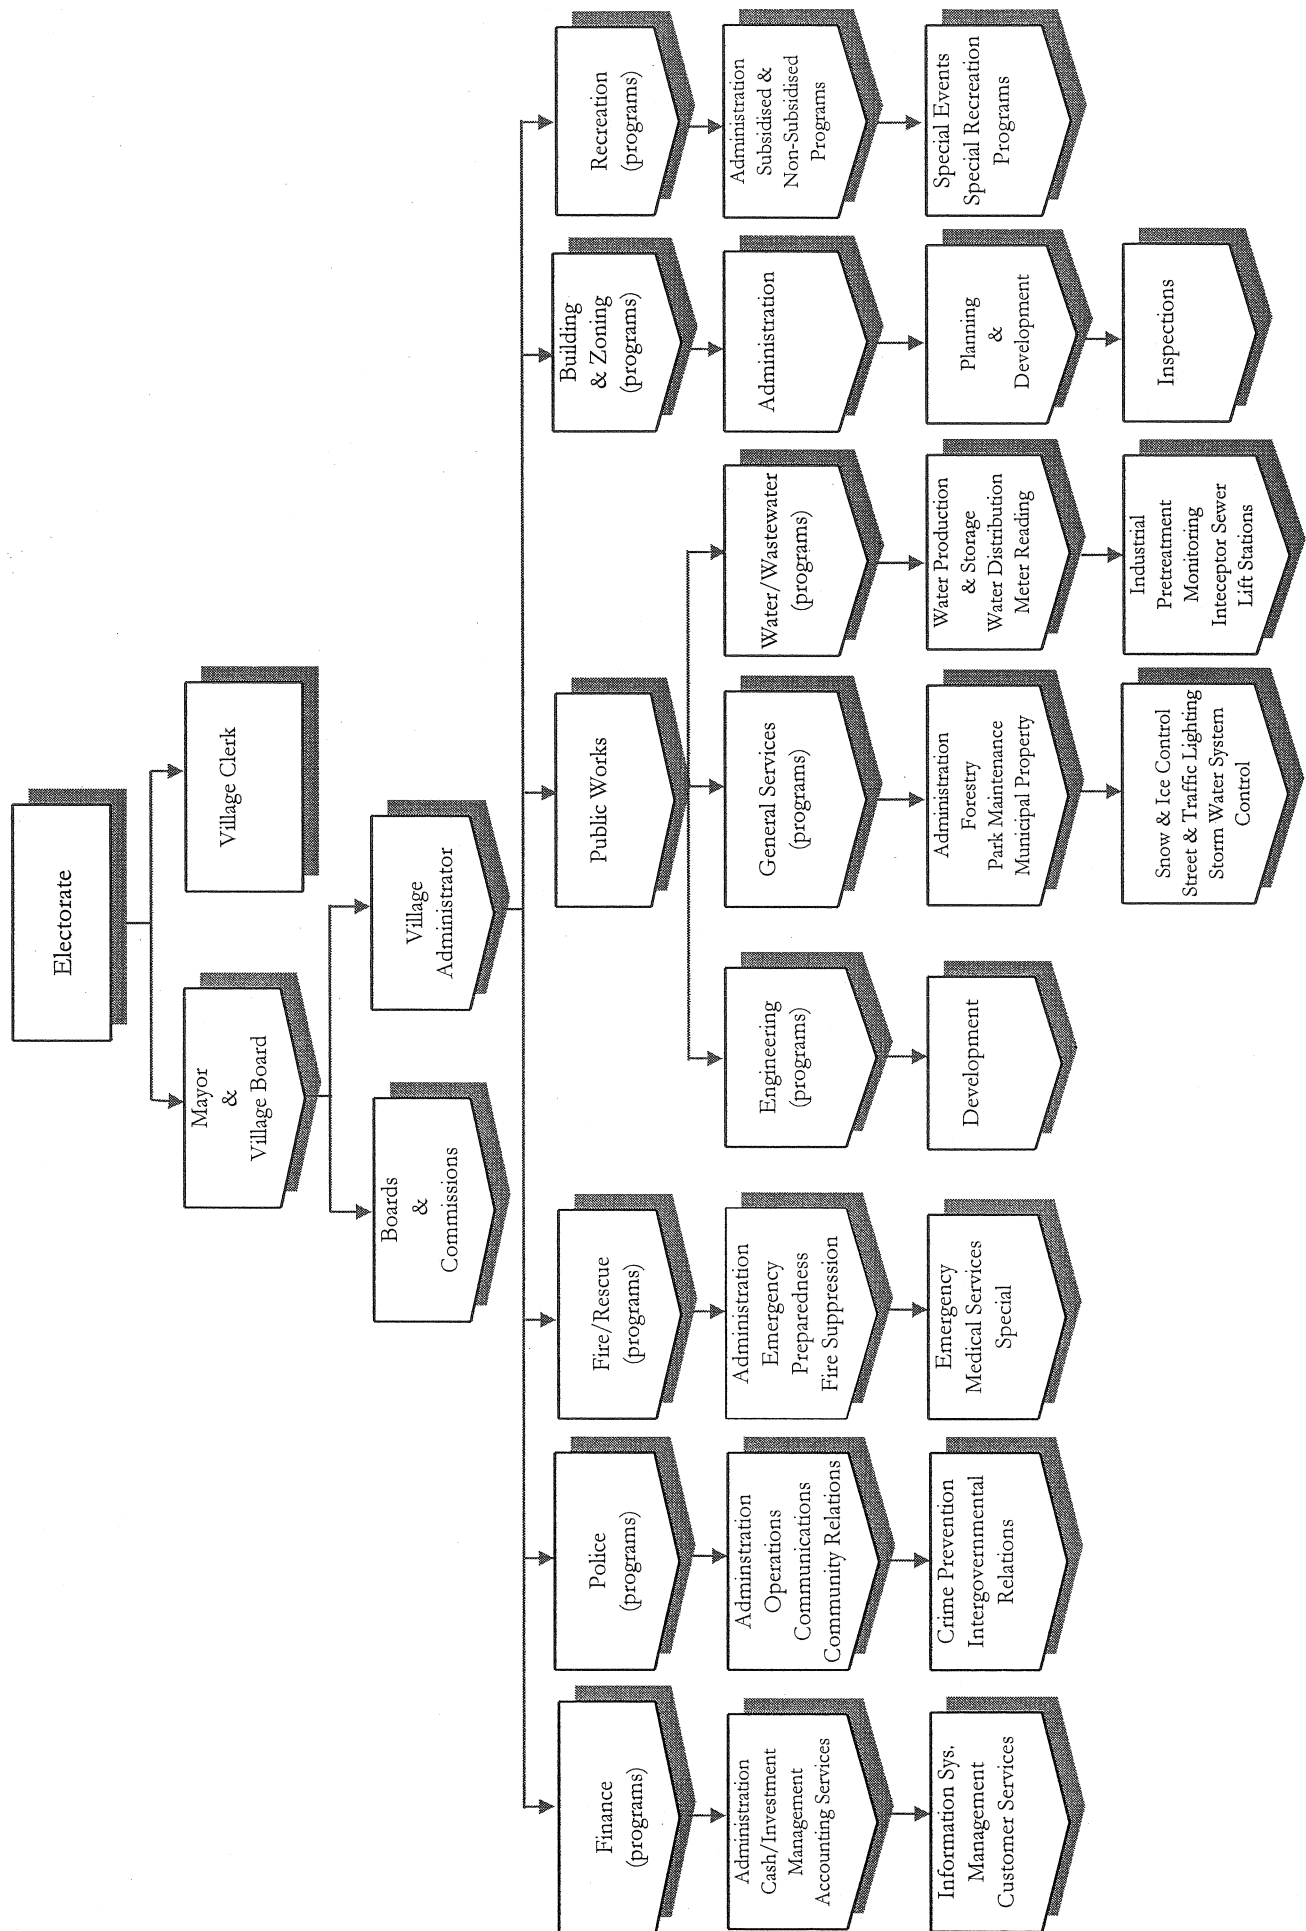 Electorate
Mayor
&
Village Board
Village Clerk
Boards
&
Commissions
Village
Administrator
Finance
(programs)
Police
(programs)
Fire/Rescue
(programs)
Public Works
Building
& Zoning
(programs)
Recreation
(programs)
Administration
Cash/Investment
Management
Accounting Services
Adminstration
Operations
Communications
Community Relations
Administration
Emergency
Preparedness
Fire Suppression
Engineering
(programs)
General Services
(programs)
Water/Wastewater
(programs)
Administration
Administration
Subsidised &
Non-Subsidised
Programs
Information Sys.
Management
Customer Services
Crime Prevention
Intergovernmental
Relations
Emergency
Medical Services
Special
Development
Administration
Forestry
Park Maintenance
Municipal Property
Water Production
& Storage
Water Distribution
Meter Reading
Planning
&
Development
Special Events
Special Recreation
Programs
Snow & Ice Control
Street & Traffic Lighting
Storm Water System
Control
Industrial
Pretreatment
Monitoring
Inteceptor Sewer
Lift Stations
Inspections